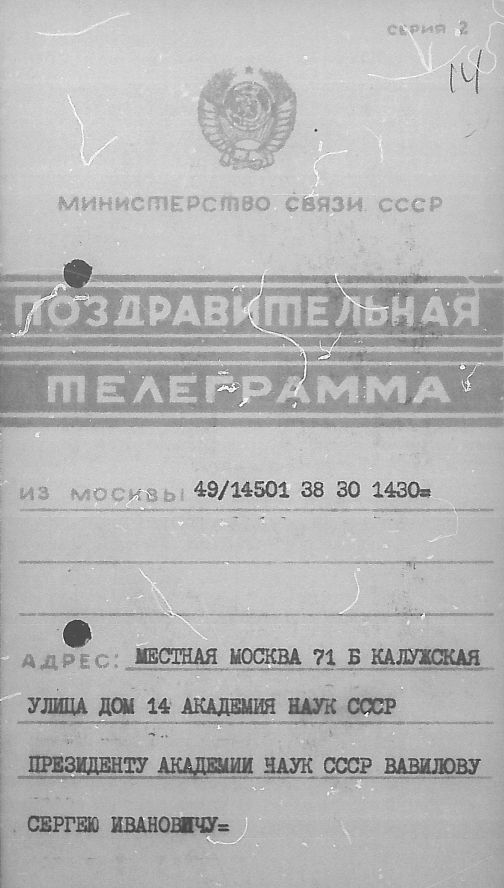 СЕРИЯ 2
14
МИНИСТЕРСТВО СВЯЗИ СССР
ПОЗДРАВИТЕЛЬНАЯ
ТЕЛЕГРАММА
ИЗ МОСКВЫ 49/14501 38 30 1430=
АДРЕС: МЕСТНАЯ МОСКВА 71 Б КАЛУЖСКАЯ
УЛИЦА ДОМ 14 АКАДЕМИЯ НАУК СССР
ПРЕЗИДЕНТУ АКАДЕМИИ НАУК СССР ВАВИЛОВУ
СЕРГЕЮ ИВАНОВИЧУ=